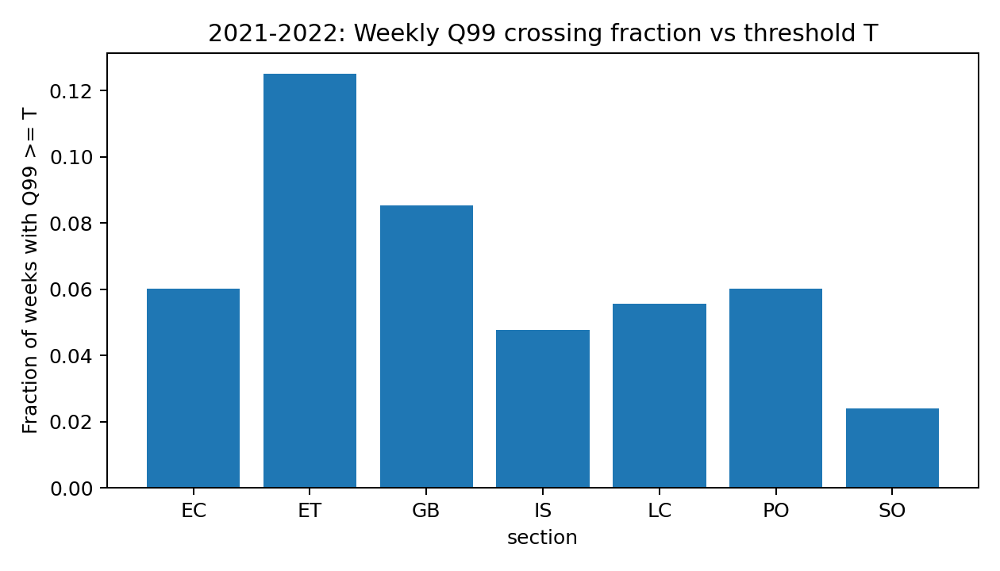 2021-2022: Weekly Q99 crossing fraction vs threshold T
Fraction of weeks with Q99 >= T
0.12
0.10
0.08
0.06
0.04
0.02
0.00
EC ET GB IS LC PO SO
section